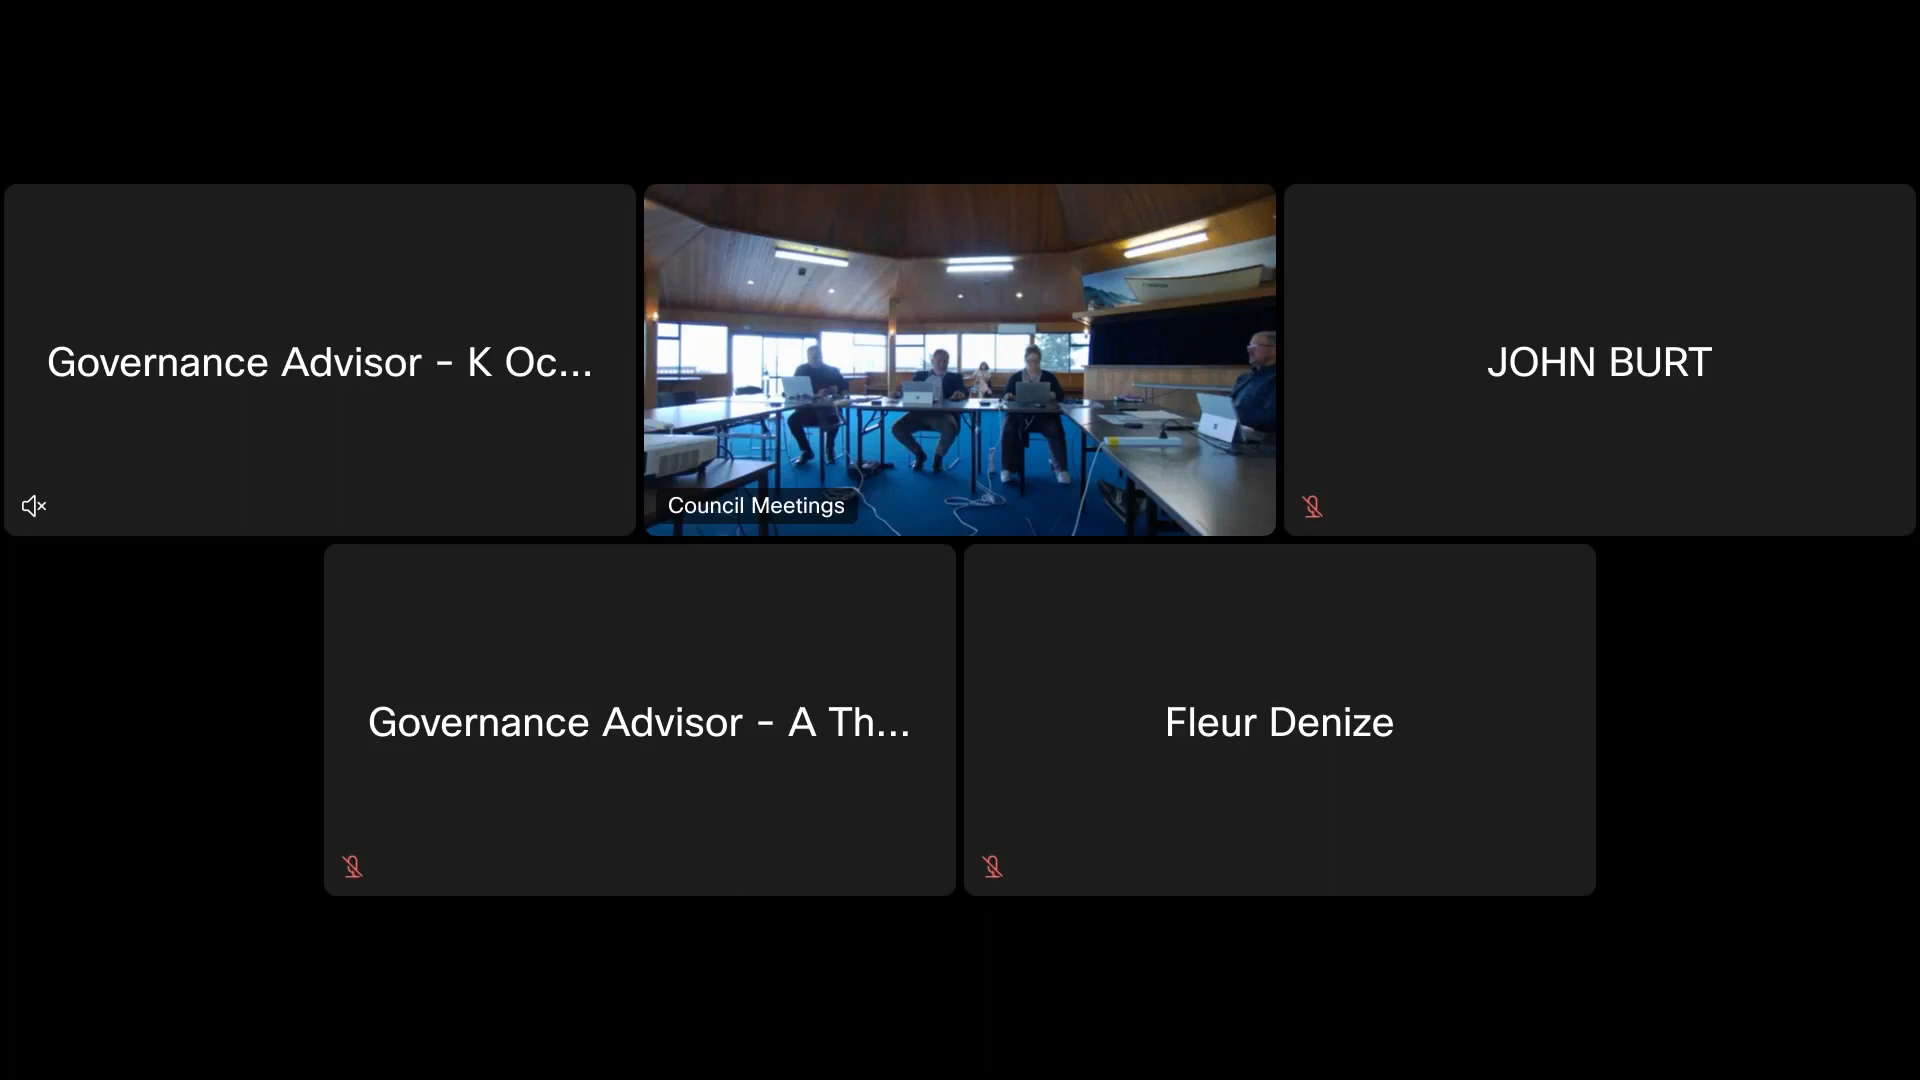 Governance Advisor - K Oc...
Council Meetings
JOHN BURT
Governance Advisor - A Th...
Fleur Denize